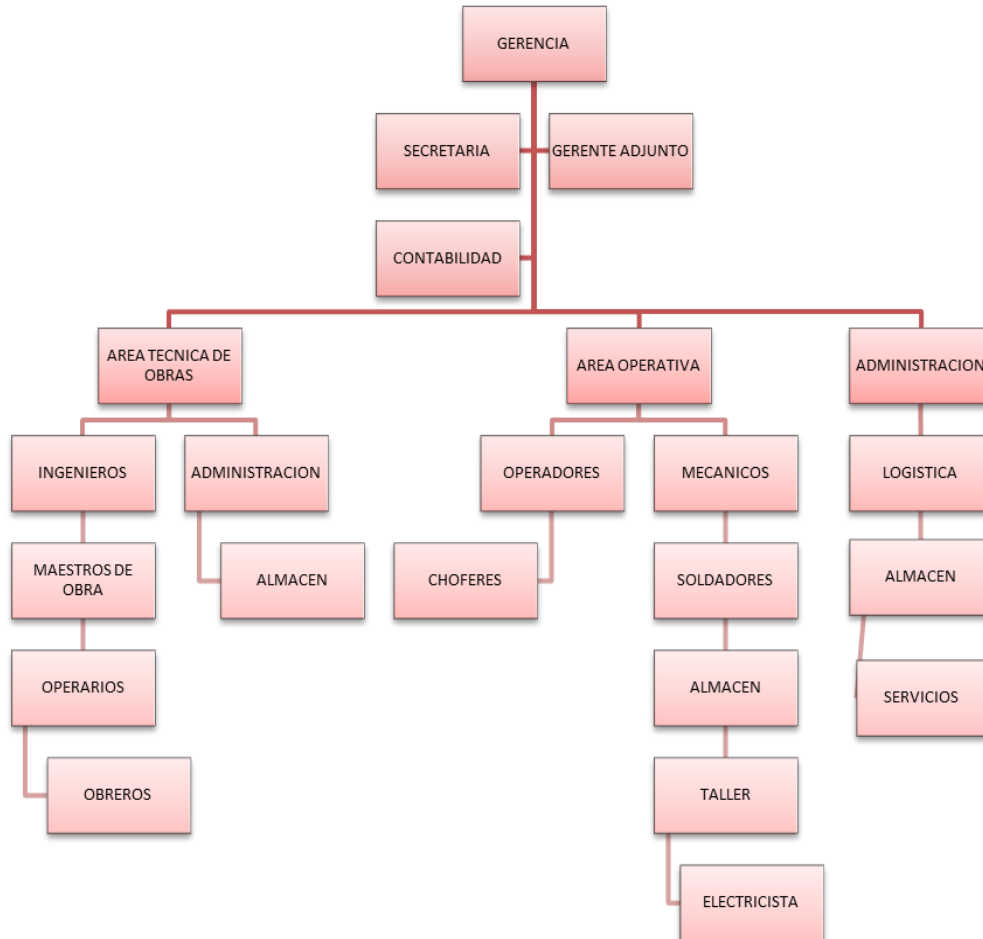 GERENCIA
SECRETARIA
GERENTE ADJUNTO
CONTABILIDAD
AREA TECNICA DE
OBRAS
AREA OPERATIVA
ADMINISTRACION
INGENIEROS
ADMINISTRACION
OPERADORES
MECANICOS
LOGISTICA
MAESTROS DE
OBRA
ALMACEN
CHOFERES
SOLDADORES
ALMACEN
OPERARIOS
ALMACEN
SERVICIOS
OBREROS
TALLER
ELECTRICISTA